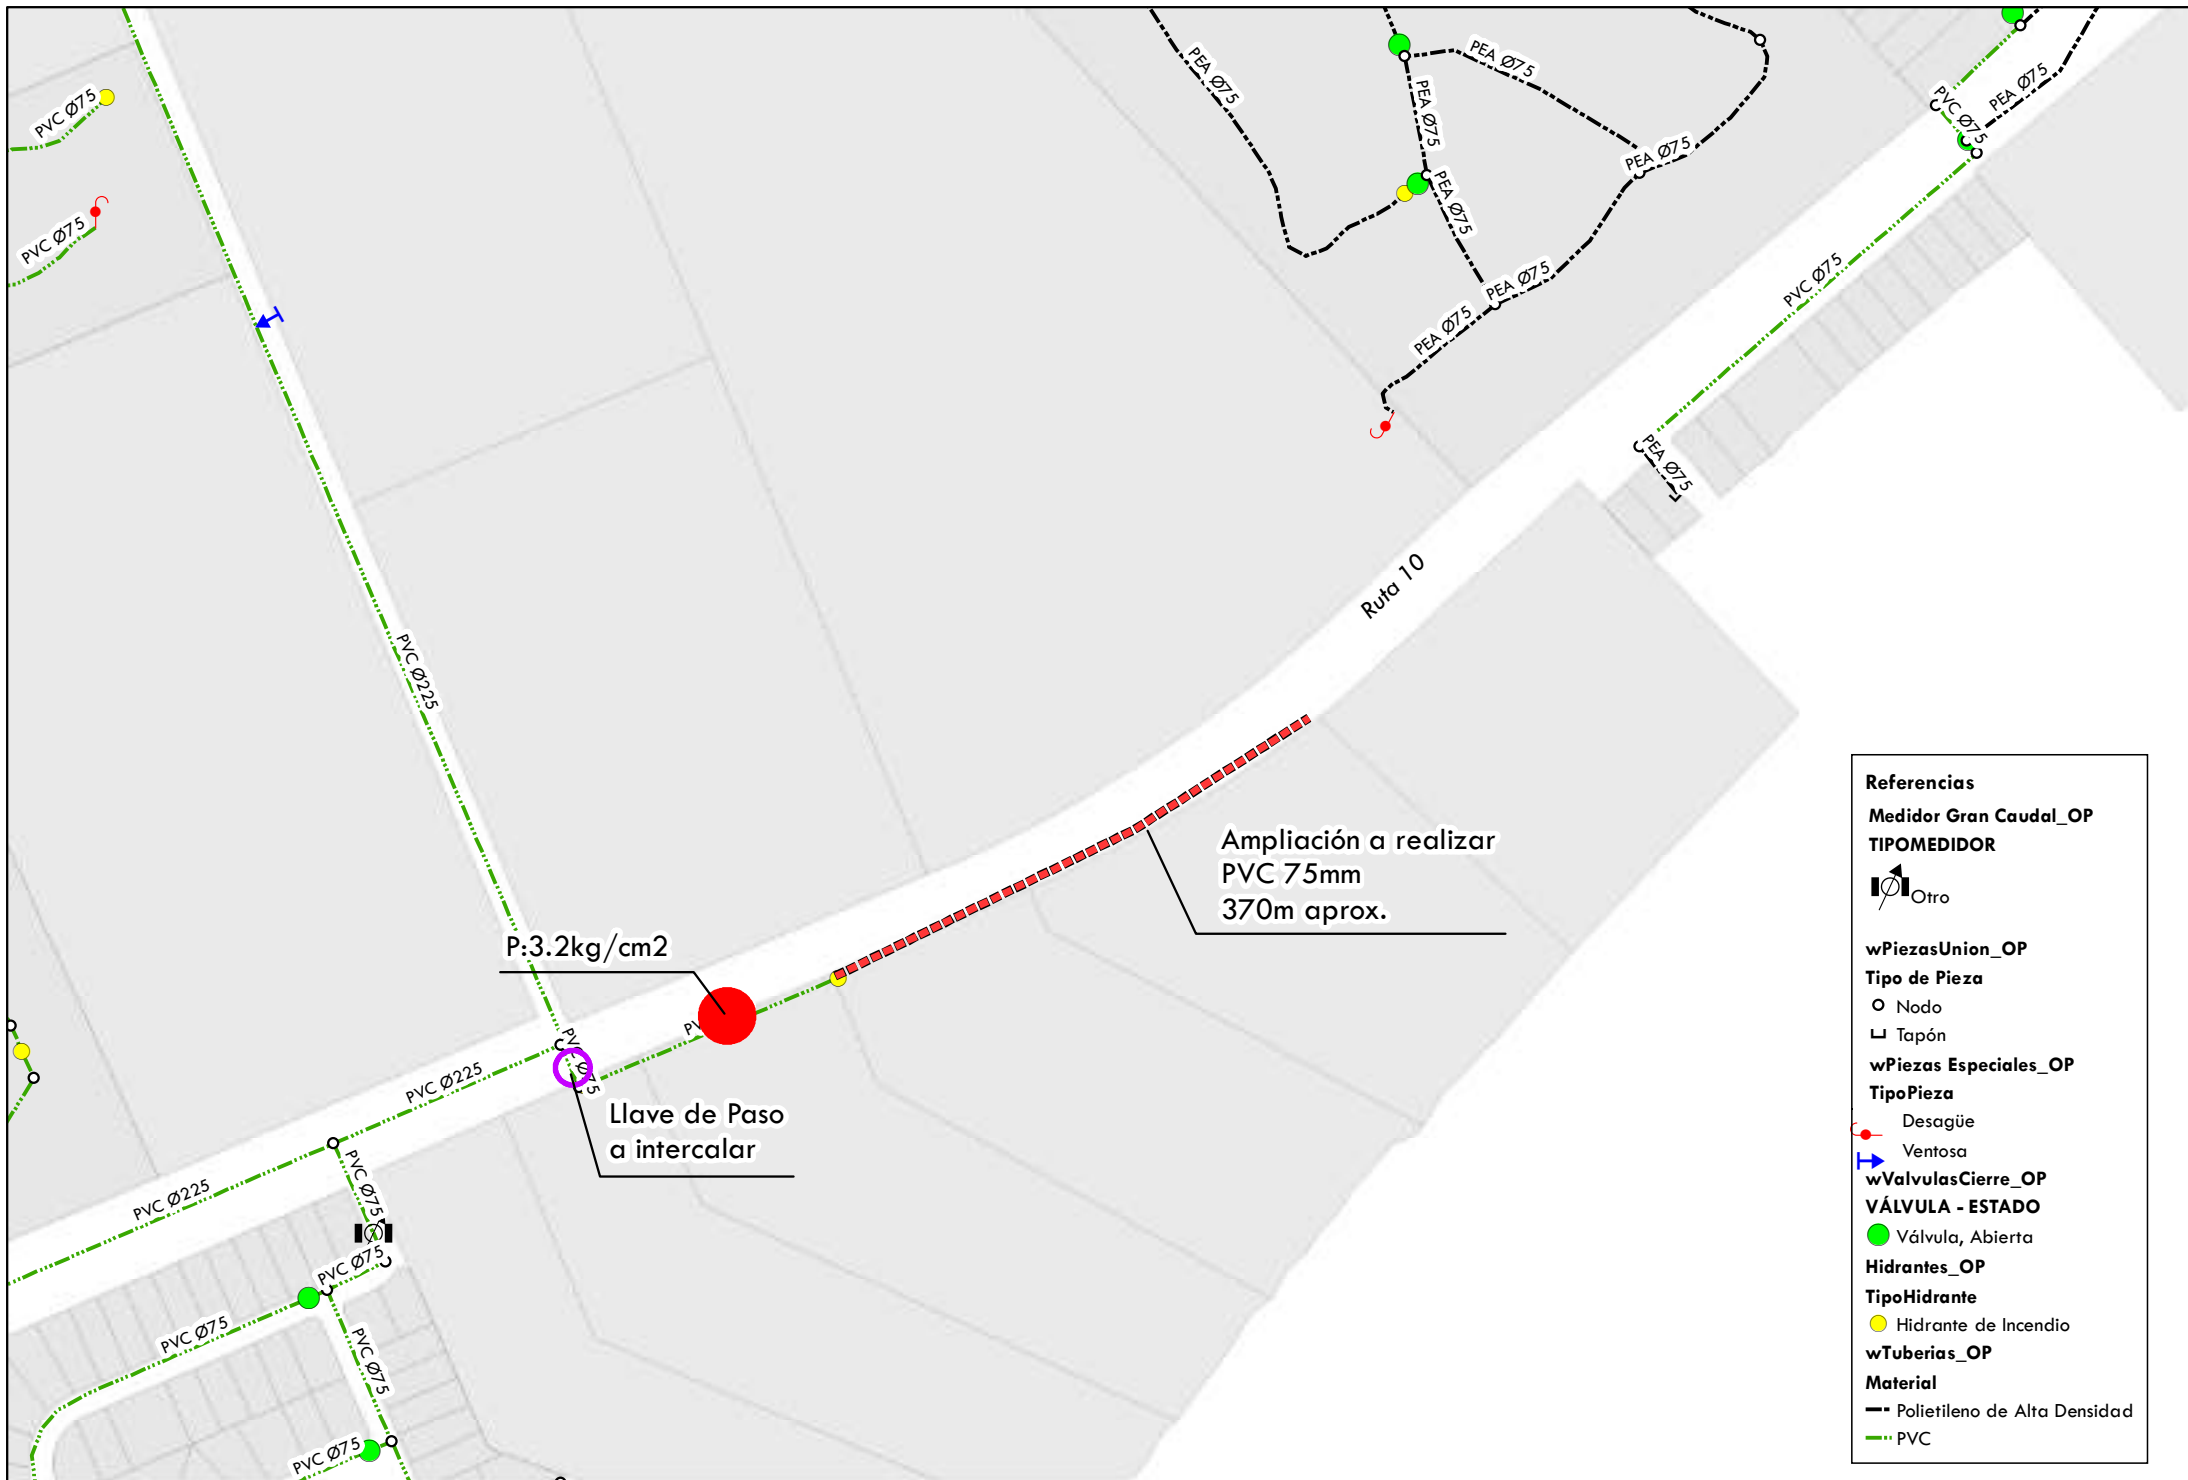 PVC Ø75
PVC Ø75
PEA Ø75
PEA Ø75
PEA Ø75
PEA Ø75
PEA Ø75
PEA Ø75
PEA Ø75
PVC Ø75
PEA Ø75
PVC Ø75
PEA Ø75
Ruta 10
PVC Ø225
Ampliación a realizar
PVC 75mm
370m aprox.
P:3.2kg/cm2
PVC Ø75
PVC Ø225
Llave de Paso
a intercalar
PVC Ø225
PVC Ø75
PVC Ø75
PVC Ø75
PVC Ø75
PVC Ø75
Referencias
Medidor Gran Caudal_OP
TIPOMEDIDOR
Otro
wPiezasUnion_OP
Tipo de Pieza
Nodo
Tapón
wPiezas Especiales_OP
TipoPieza
Desagüe
Ventosa
wValvulasCierre_OP
VÁLVULA - ESTADO
Válvula, Abierta
Hidrantes_OP
TipoHidrante
Hidrante de Incendio
wTuberias_OP
Material
Polietileno de Alta Densidad
PVC